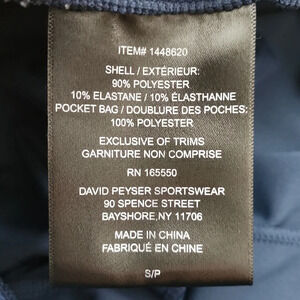 ITEM# 1448620
SHELL / EXTÉRIEUR:
90% POLYESTER
10% ELASTANE / 10% ÉLASTHANNE
POCKET BAG / DOUBLURE DES POCHES:
100% POLYESTER
EXCLUSIVE OF TRIMS
GARNITURE NON COMPRISE
RN 165550
DAVID PEYSER SPORTSWEAR
90 SPENCE STREET
BAYSHORE, NY 11706
MADE IN CHINA
FABRIQUÉ EN CHINE
S/P